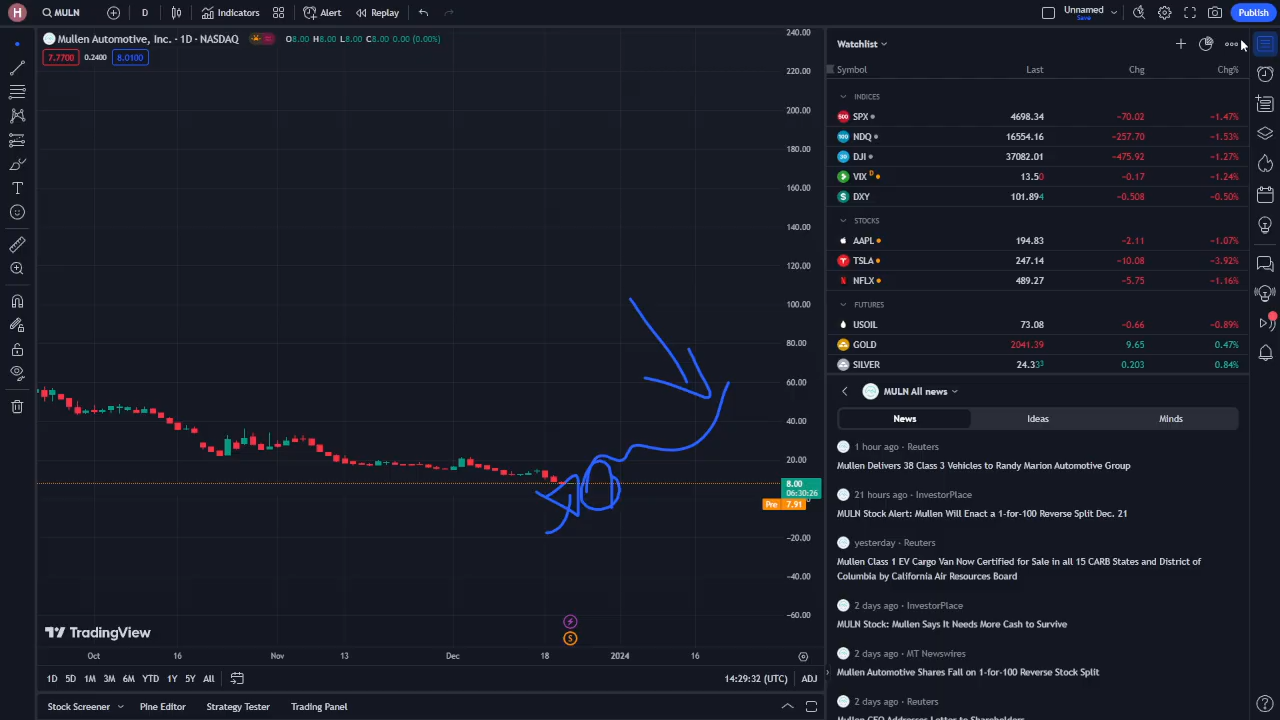 H MULN D Indicators Alert Replay Unnamed Save Publish
Mullen Automotive, Inc. · 1D · NASDAQ O8.00 H8.00 L8.00 C8.00 0.00 (0.00%)
7.7700 0.2400 8.0100
240.00
220.00
200.00
180.00
160.00
140.00
120.00
100.00
80.00
60.00
40.00
20.00
8.00
06:30:26
Pre 7.91
−20.00
−40.00
−60.00
TradingView
Oct 16 Nov 13 Dec 18 2024 16
1D 5D 1M 3M 6M YTD 1Y 5Y All 14:29:32 (UTC) ADJ
Stock Screener Pine Editor Strategy Tester Trading Panel
Watchlist
Symbol Last Chg Chg%
INDICES
SPX 4698.34 −70.02 −1.47%
NDQ 16554.16 −257.70 −1.53%
DJI 37082.01 −475.92 −1.27%
VIX D 13.50 −0.17 −1.24%
DXY 101.894 −0.508 −0.50%
STOCKS
AAPL 194.83 −2.11 −1.07%
TSLA 247.14 −10.08 −3.92%
NFLX 489.27 −5.75 −1.16%
FUTURES
USOIL 73.08 −0.66 −0.89%
GOLD 2041.39 9.65 0.47%
SILVER 24.333 0.203 0.84%
MULN All news
News Ideas Minds
1 hour ago · Reuters
Mullen Delivers 38 Class 3 Vehicles to Randy Marion Automotive Group
21 hours ago · InvestorPlace
MULN Stock Alert: Mullen Will Enact a 1-for-100 Reverse Split Dec. 21
yesterday · Reuters
Mullen Class 1 EV Cargo Van Now Certified for Sale in all 15 CARB States and District of
Columbia by California Air Resources Board
2 days ago · InvestorPlace
MULN Stock: Mullen Says It Needs More Cash to Survive
2 days ago · MT Newswires
Mullen Automotive Shares Fall on 1-for-100 Reverse Stock Split
2 days ago · Reuters
Mullen CEO Addresses Letter to Shareholders